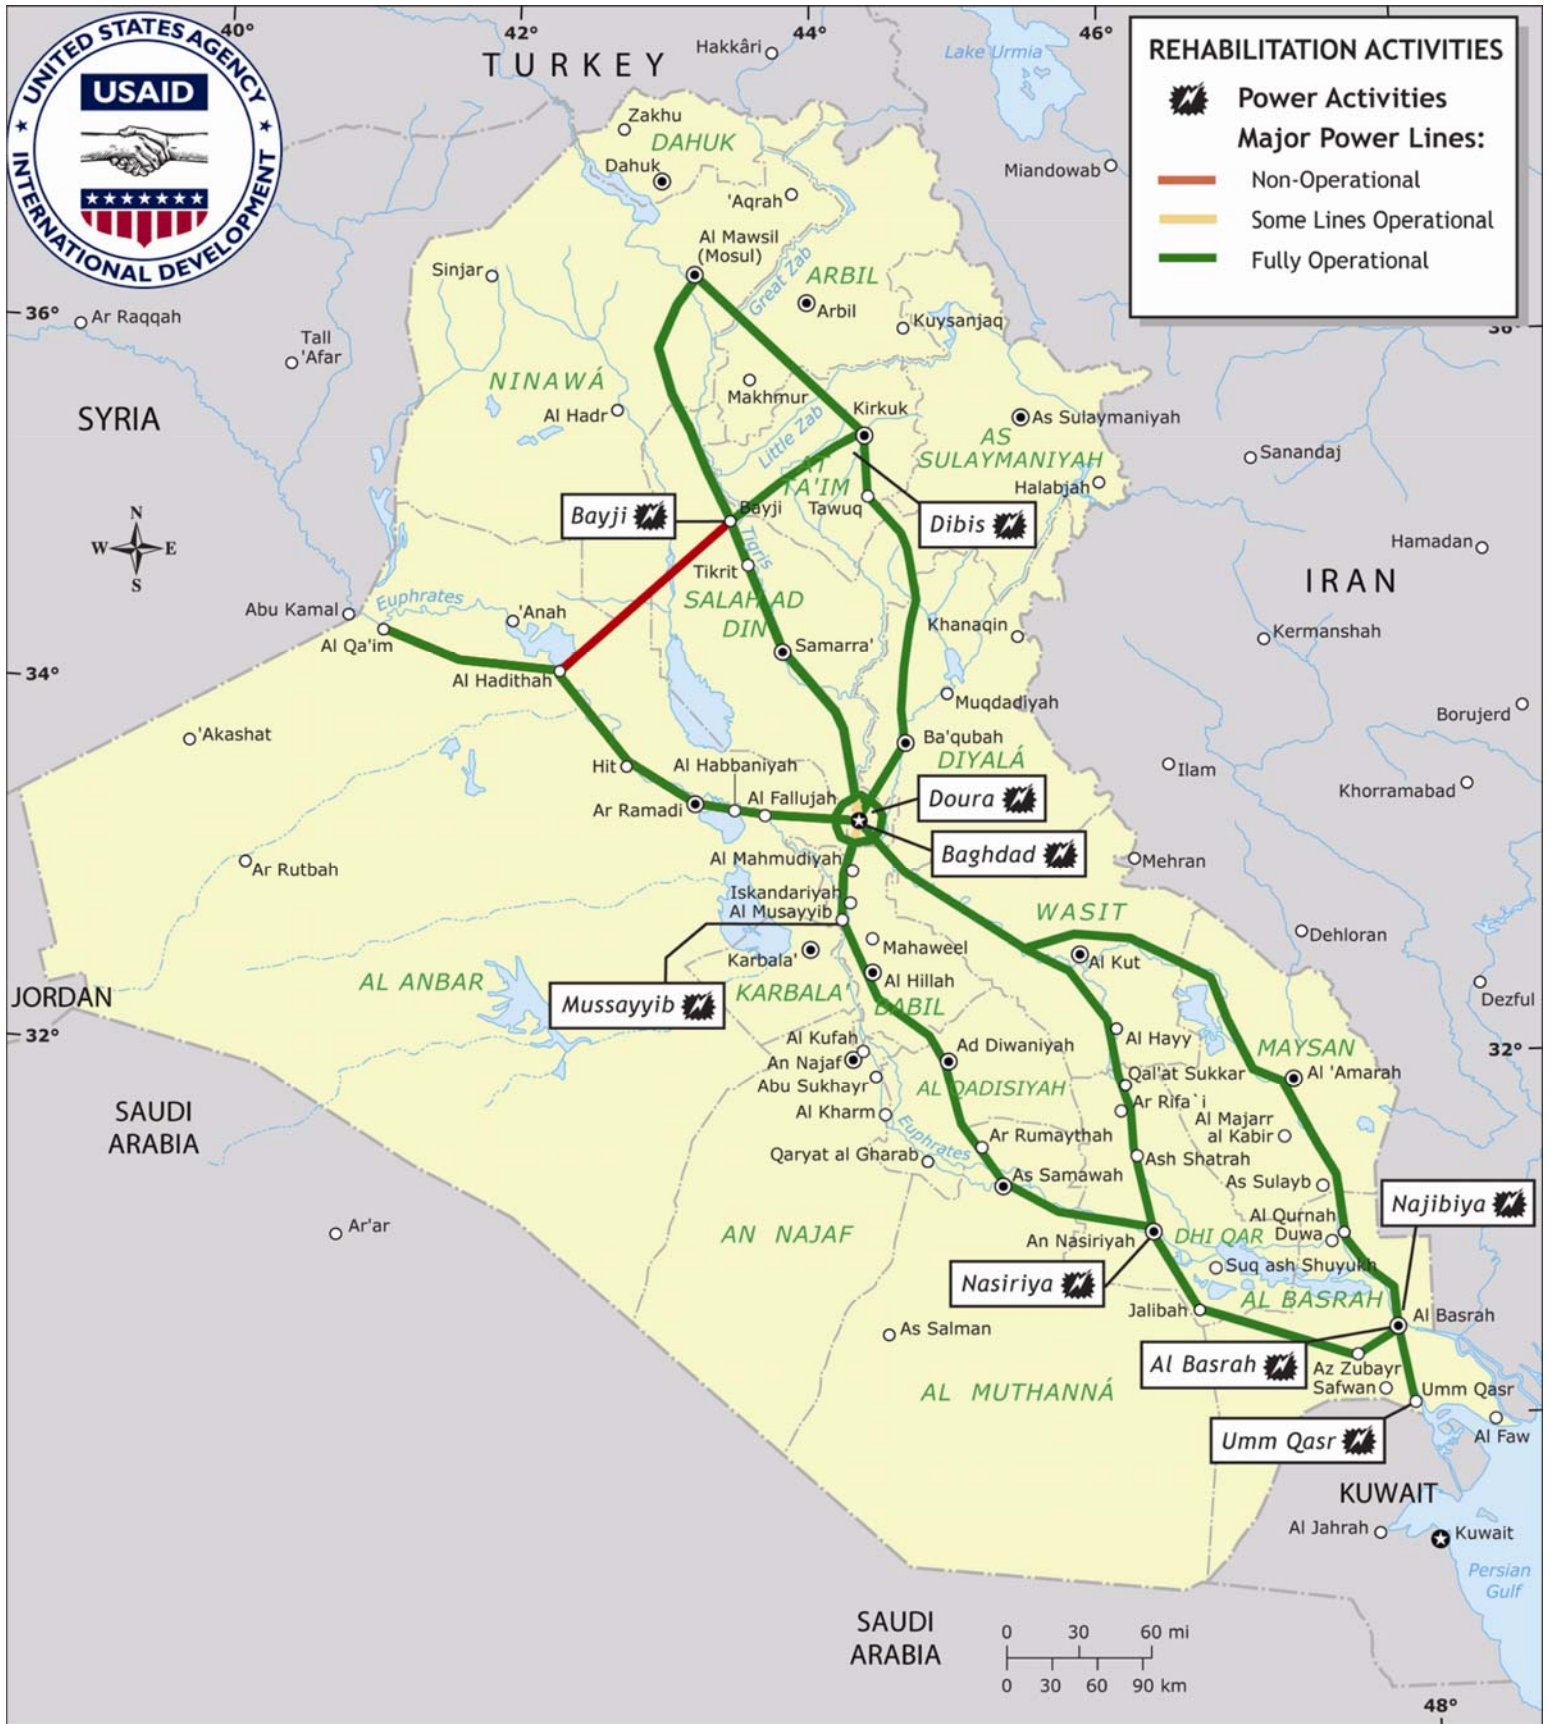 UNITED STATES AGENCY
INTERNATIONAL DEVELOPMENT
USAID
40°
42°
44°
46°
TURKEY
Hakkâri
Lake Urmia
REHABILITATION ACTIVITIES
Power Activities
Major Power Lines:
Non-Operational
Some Lines Operational
Fully Operational
Zakhu
DAHUK
Dahuk
'Aqrah
Miandowab
Al Mawsil
(Mosul)
Great Zab
ARBIL
Arbil
Sinjar
Kuysanjaq
36°
Ar Raqqah
Tall
'Afar
36°
NINAWÁ
Makhmur
Al Hadr
Kirkuk
As Sulaymaniyah
SYRIA
Little Zab
AT
TA'IM
AS
SULAYMANIYAH
Sanandaj
Halabjah
Bayji
Bayji
Tawuq
Dibis
N
W
E
S
Tigris
Hamadan
Tikrit
IRAN
SALAH AD
DIN
Abu Kamal
Euphrates
'Anah
Al Qa'im
Samarra'
Khanaqin
Kermanshah
34°
Al Hadithah
Muqdadiyah
Borujerd
'Akashat
Ba'qubah
DIYALÁ
Hit
Al Habbaniyah
Ilam
Khorramabad
Ar Ramadi
Al Fallujah
Doura
Baghdad
Ar Rutbah
Al Mahmudiyah
Mehran
Iskandariyah
Al Musayyib
WASIT
Dehloran
Mahaweel
Karbala'
Al Kut
Al Hillah
AL ANBAR
KARBALA'
BABIL
Dezful
JORDAN
Mussayyib
32°
Al Kufah
An Najaf
Abu Sukhayr
Ad Diwaniyah
Al Hayy
MAYSAN
32°
Al 'Amarah
Qal'at Sukkar
AL QADISIYAH
Ar Rifa`i
Al Kharm
Al Majarr
al Kabir
SAUDI
ARABIA
Euphrates
Ar Rumaythah
Qaryat al Gharab
Ash Shatrah
As Samawah
As Sulayb
Najibiya
Ar'ar
AN NAJAF
An Nasiriyah
DHI QAR
Al Qurnah
Duwa
Suq ash Shuyukh
Nasiriya
AL BASRAH
Jalibah
Al Basrah
As Salman
Al Basrah
Az Zubayr
Safwan
Umm Qasr
AL MUTHANNÁ
Umm Qasr
Al Faw
KUWAIT
Al Jahrah
Kuwait
Persian
Gulf
SAUDI
ARABIA
0 30 60 mi
0 30 60 90 km
48°